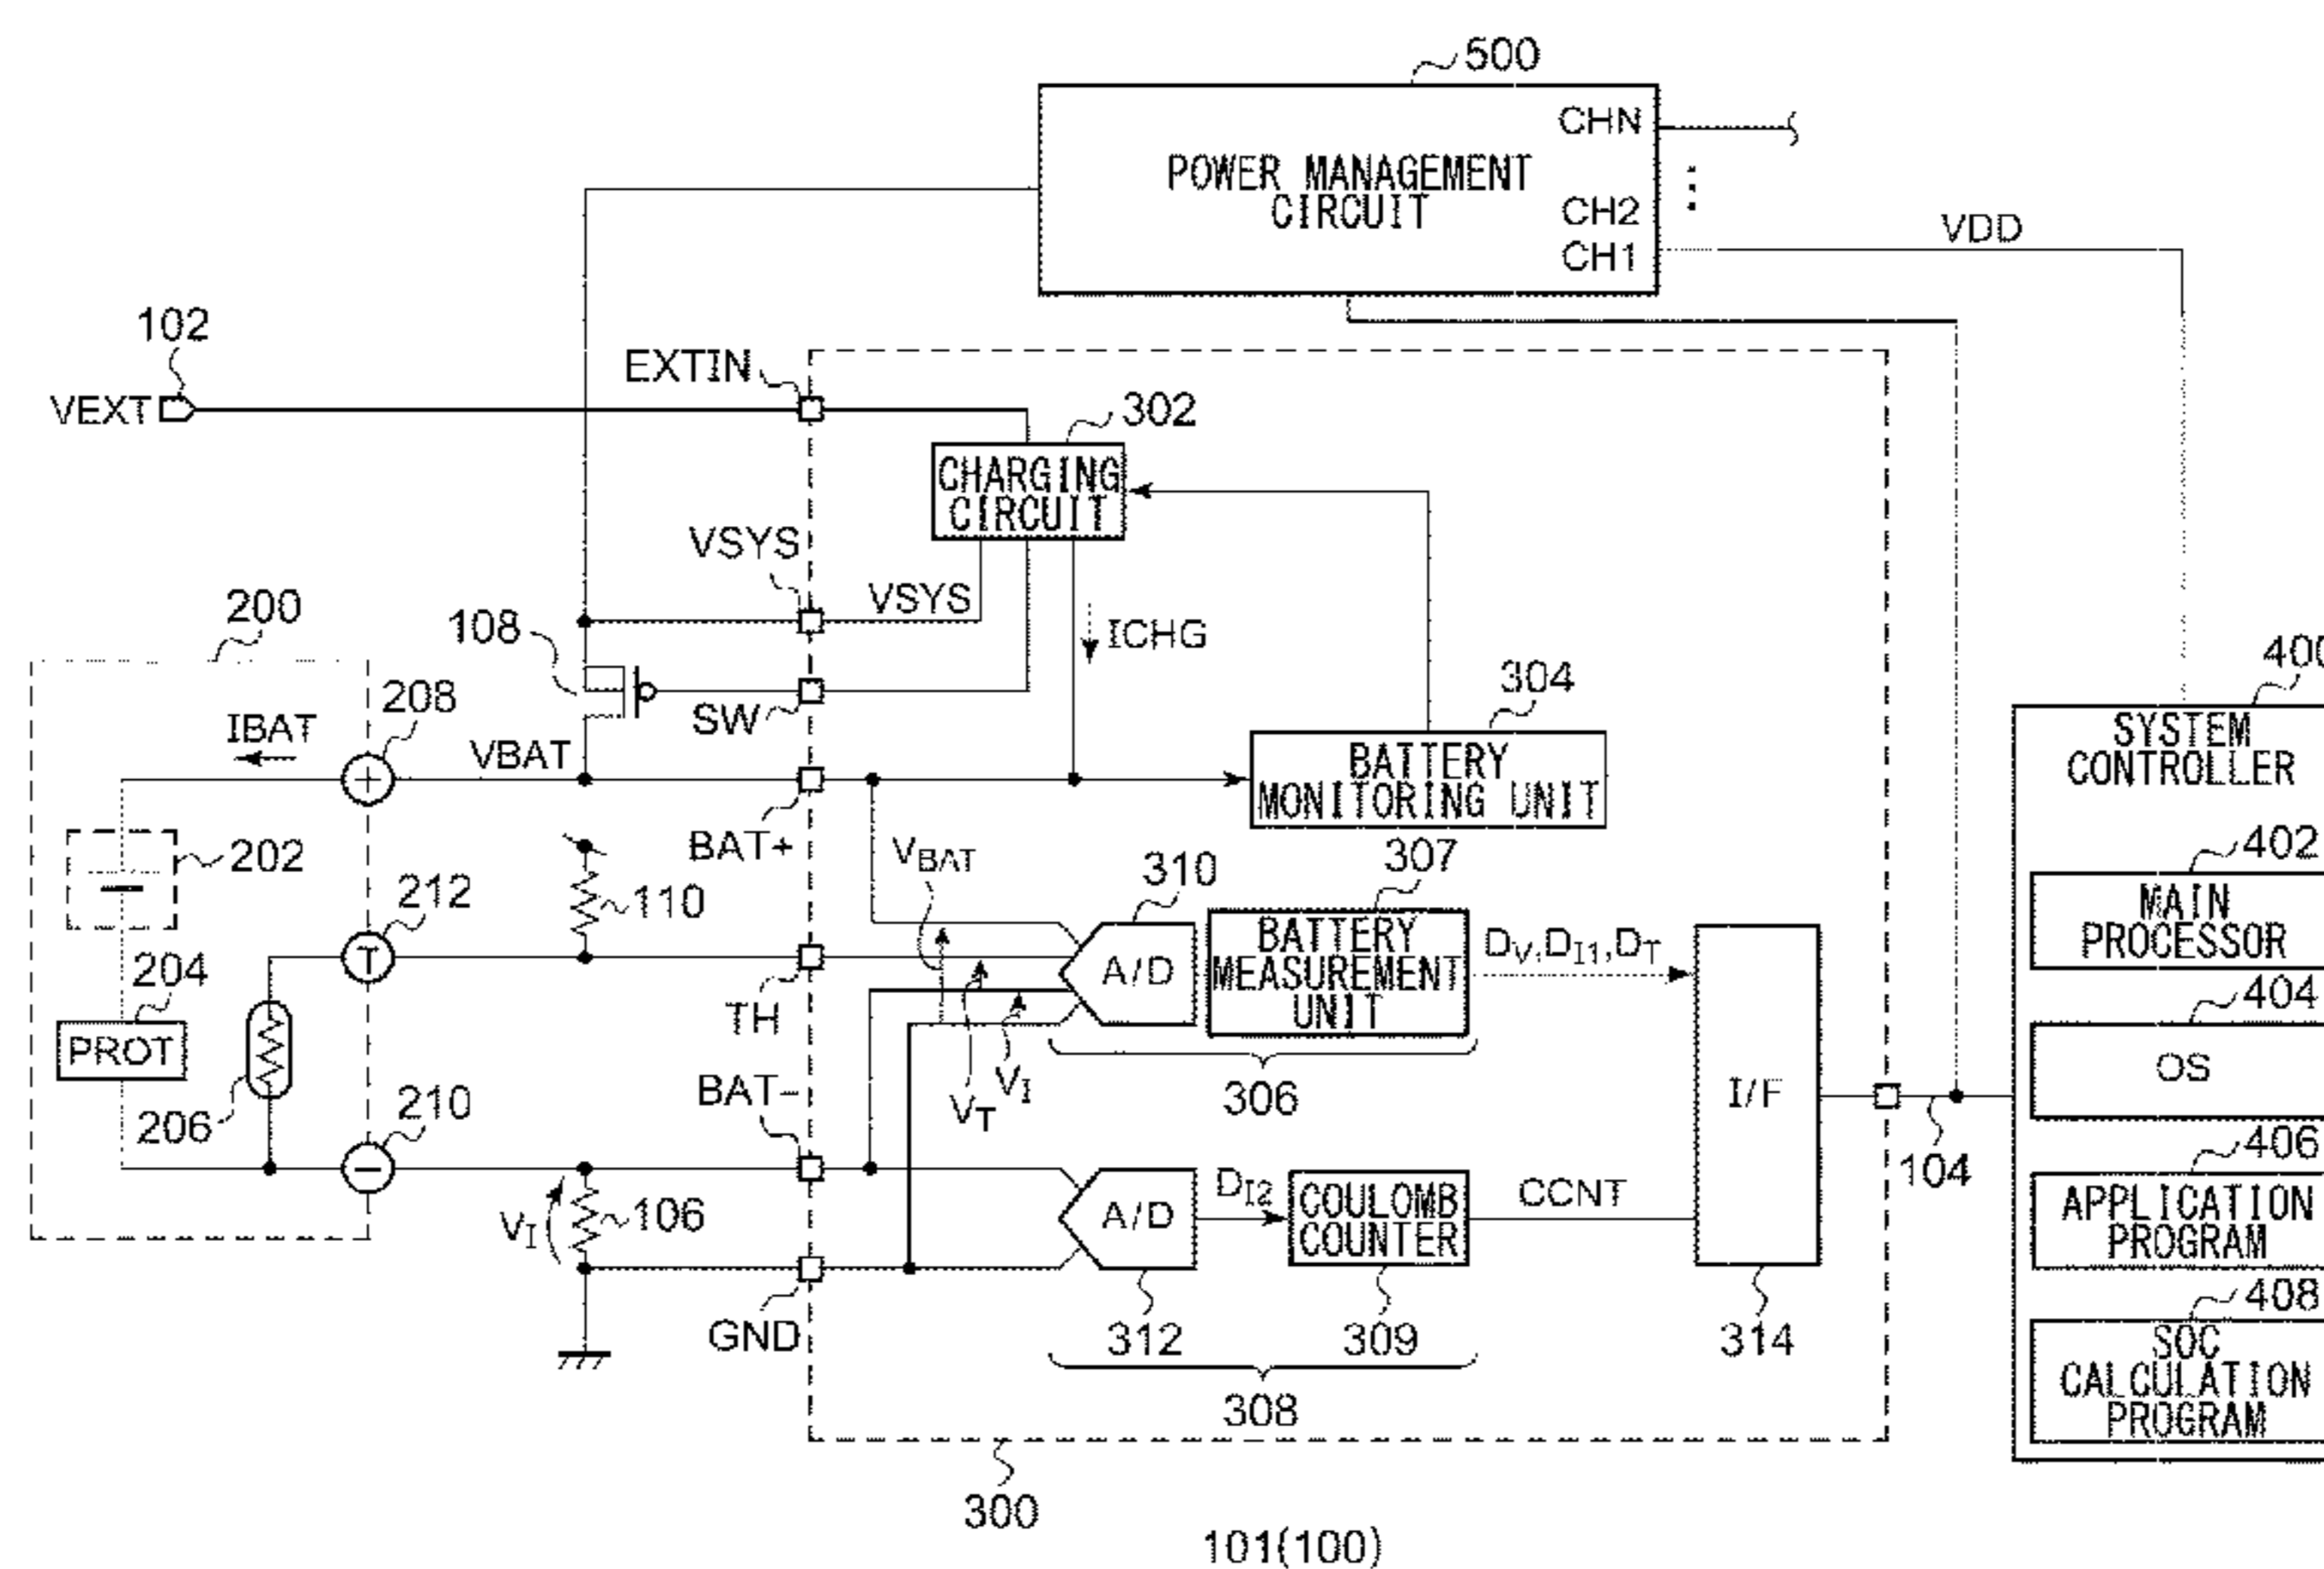 500
CHN
POWER MANAGEMENT
CIRCUIT
CH2
CH1
VDD
102
VEXT
EXTIN
302
CHARGING
CIRCUIT
VSYS
VSYS
ICHG
200
108
208
IBAT
VBAT
SW
304
BATTERY
MONITORING UNIT
400
SYSTEM
CONTROLLER
BAT+
202
212
110
VBAT
310
307
A/D
BATTERY
MEASUREMENT
UNIT
DV,DI1,DT
402
MAIN
PROCESSOR
204
PROT
T
TH
404
OS
206
210
BAT-
VT
VI
306
I/F
104
406
APPLICATION
PROGRAM
VI
106
A/D
DI2
COULOMB
COUNTER
CCNT
GND
312
309
314
408
SOC
CALCULATION
PROGRAM
308
300
101(100)